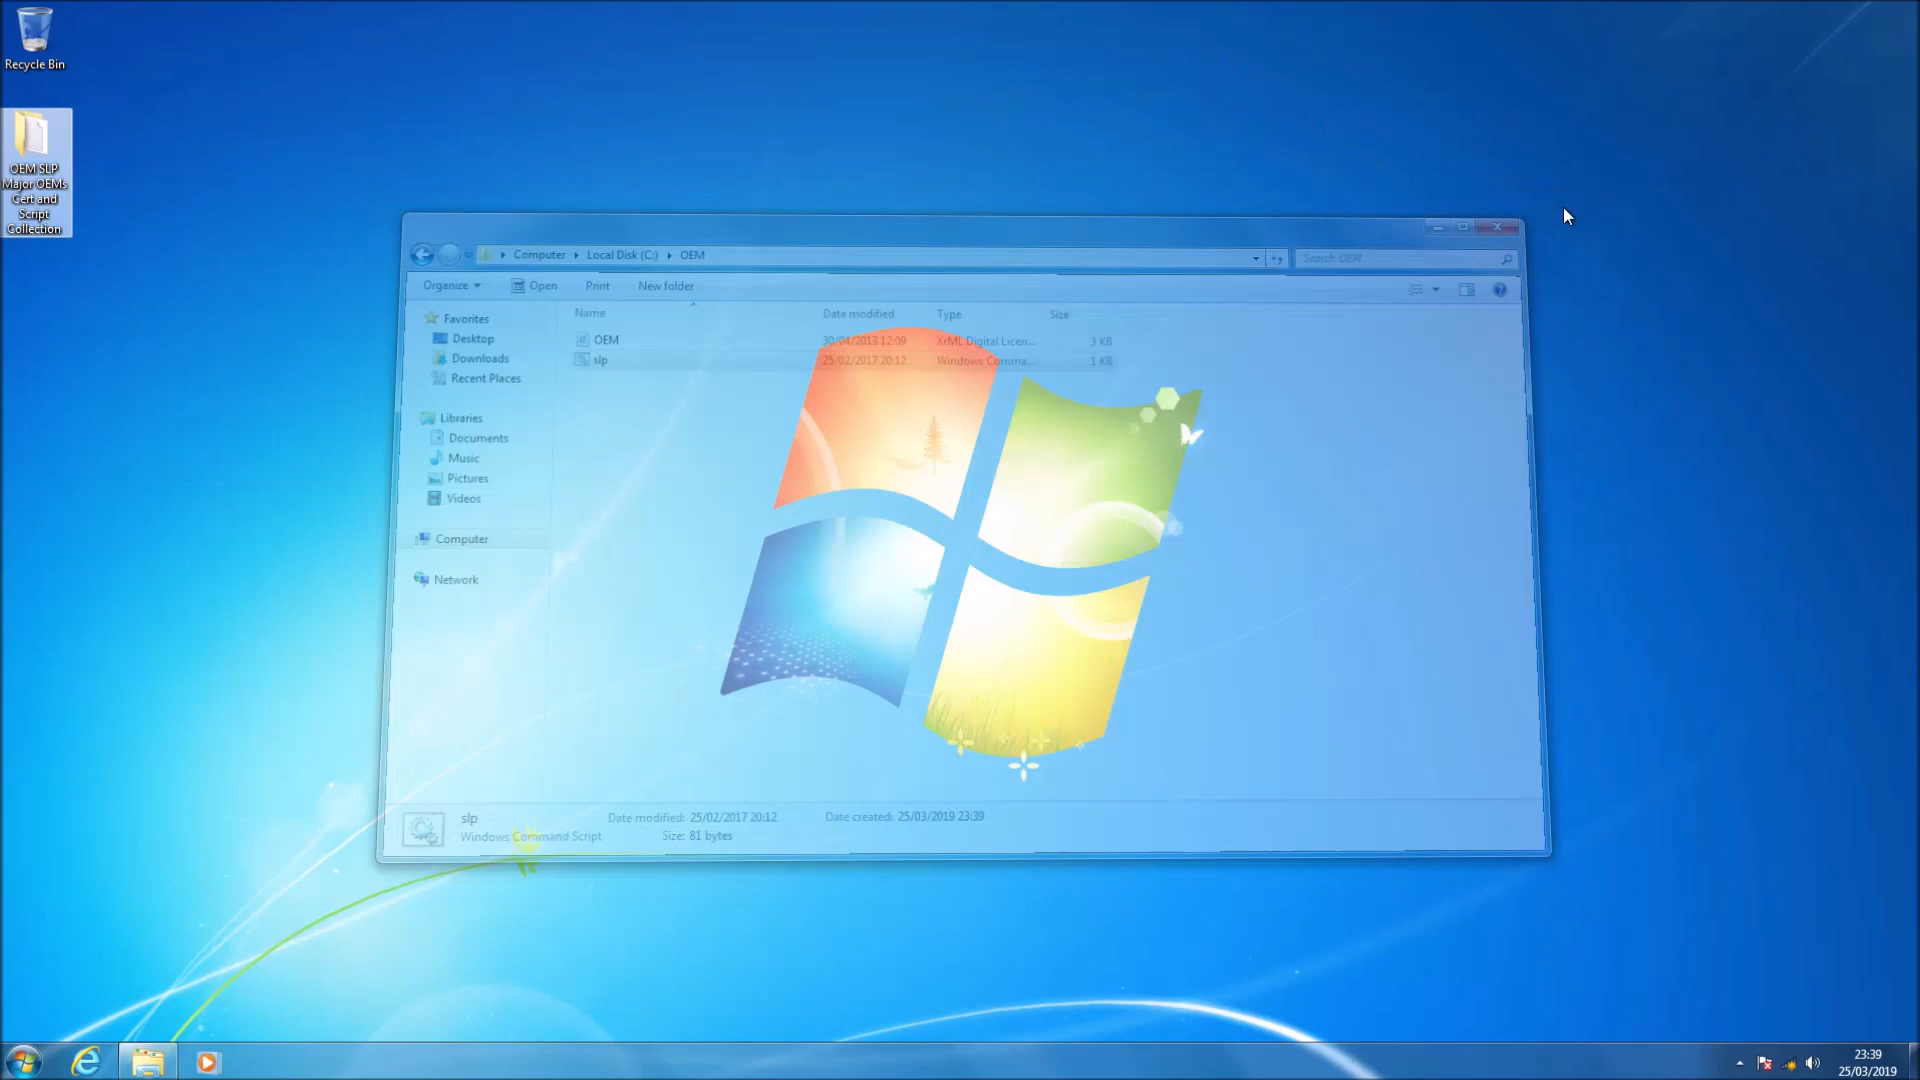 Recycle Bin
OEM SLP
Major OEMs
Cert and
Script
Collection
Computer
Local Disk (C:)
OEM
Search OEM
Organize
Open
Print
New folder
Name
Date modified
Type
Size
Favorites
Desktop
Downloads
Recent Places
Libraries
Documents
Music
Pictures
Videos
Computer
Network
OEM
30/04/2013 12:09
XrML Digital Licen...
3 KB
slp
25/02/2017 20:12
Windows Comma...
1 KB
slp
Date modified: 25/02/2017 20:12
Date created: 25/03/2019 23:39
Windows Command Script
Size: 81 bytes
23:39
25/03/2019